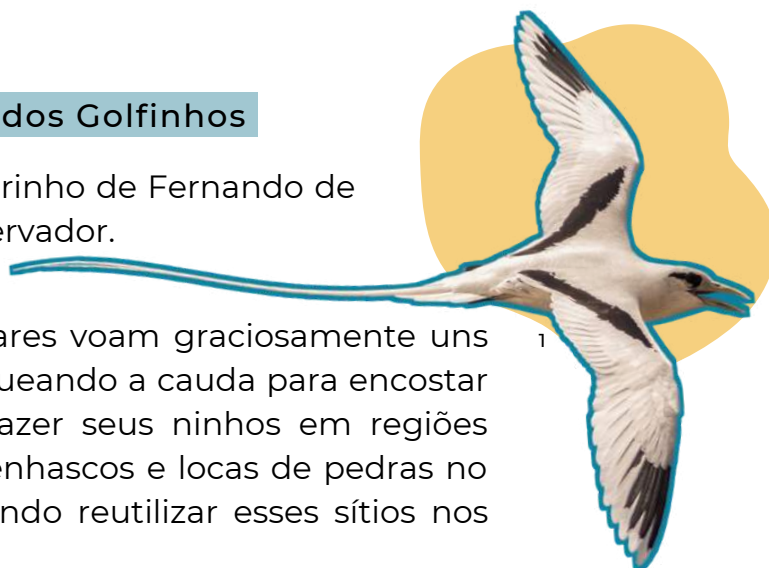 dos Golfinhos
rinho de Fernando de
ervador.
ares voam graciosamente uns
1
ueando a cauda para encostar
azer seus ninhos em regiões
enhascos e locas de pedras no
ndo reutilizar esses sítios nos